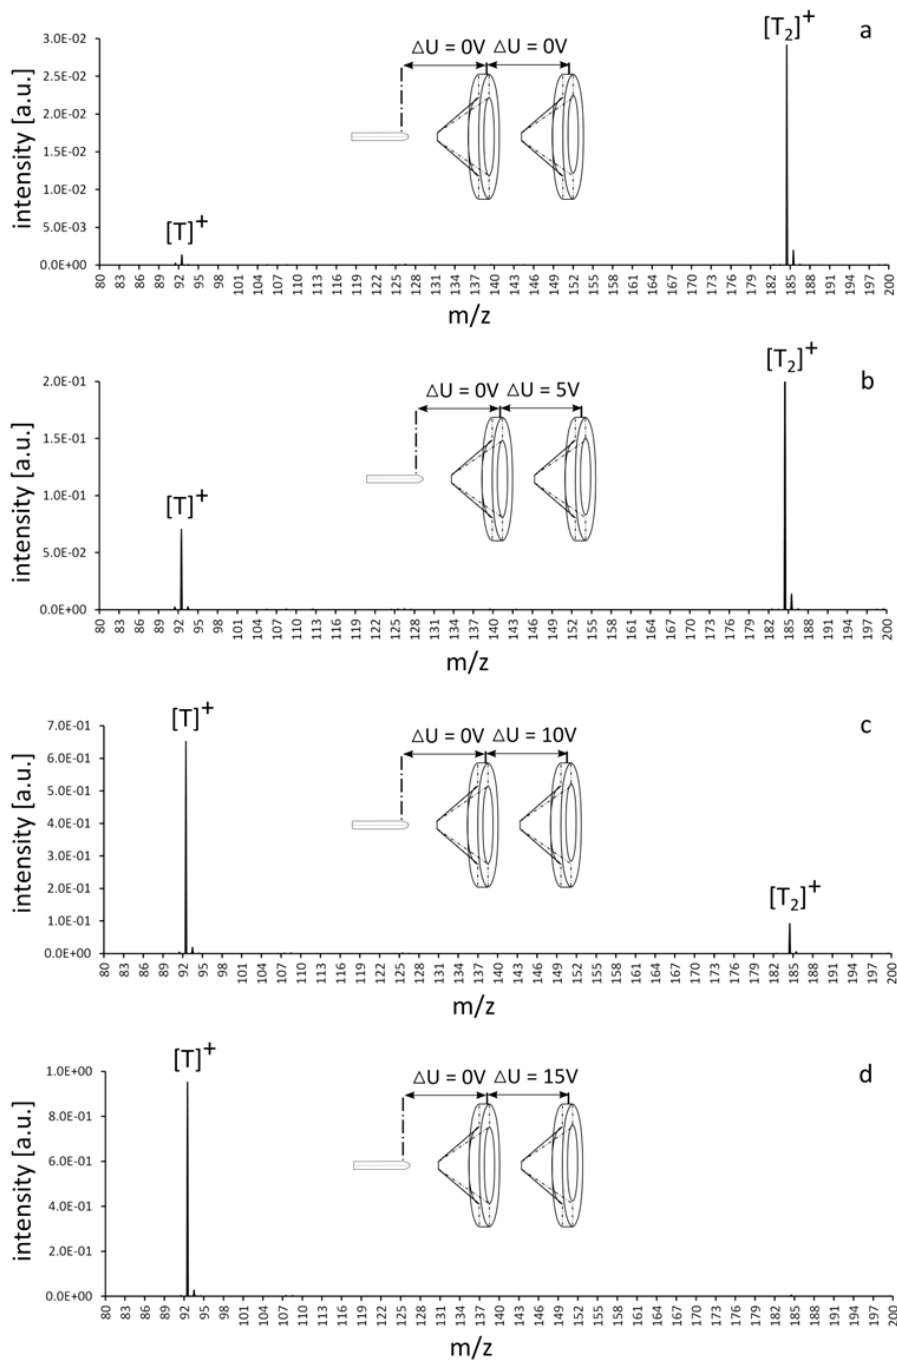 [T₂]⁺ a
ΔU = 0V ΔU = 0V
3.0E-02
2.5E-02
2.0E-02
1.5E-02
1.0E-02
5.0E-03
0.0E+00
intensity [a.u.]
[T]⁺
80 83 86 89 92 95 98 101 104 107 110 113 116 119 122 125 128 131 134 137 140 143 146 149 152 155 158 161 164 167 170 173 176 179 182 185 188 191 194 197 200
m/z
[T₂]⁺ b
ΔU = 0V ΔU = 5V
2.0E-01
1.5E-01
1.0E-01
5.0E-02
0.0E+00
intensity [a.u.]
[T]⁺
80 83 86 89 92 95 98 101 104 107 110 113 116 119 122 125 128 131 134 137 140 143 146 149 152 155 158 161 164 167 170 173 176 179 182 185 188 191 194 197 200
m/z
[T]⁺ c
ΔU = 0V ΔU = 10V
7.0E-01
6.0E-01
5.0E-01
4.0E-01
3.0E-01
2.0E-01
1.0E-01
0.0E+00
intensity [a.u.]
[T₂]⁺
80 83 86 89 92 95 98 101 104 107 110 113 116 119 122 125 128 131 134 137 140 143 146 149 152 155 158 161 164 167 170 173 176 179 182 185 188 191 194 197 200
m/z
[T]⁺ d
ΔU = 0V ΔU = 15V
1.0E+00
8.0E-01
6.0E-01
4.0E-01
2.0E-01
0.0E+00
intensity [a.u.]
80 83 86 89 92 95 98 101 104 107 110 113 116 119 122 125 128 131 134 137 140 143 146 149 152 155 158 161 164 167 170 173 176 179 182 185 188 191 194 197 200
m/z